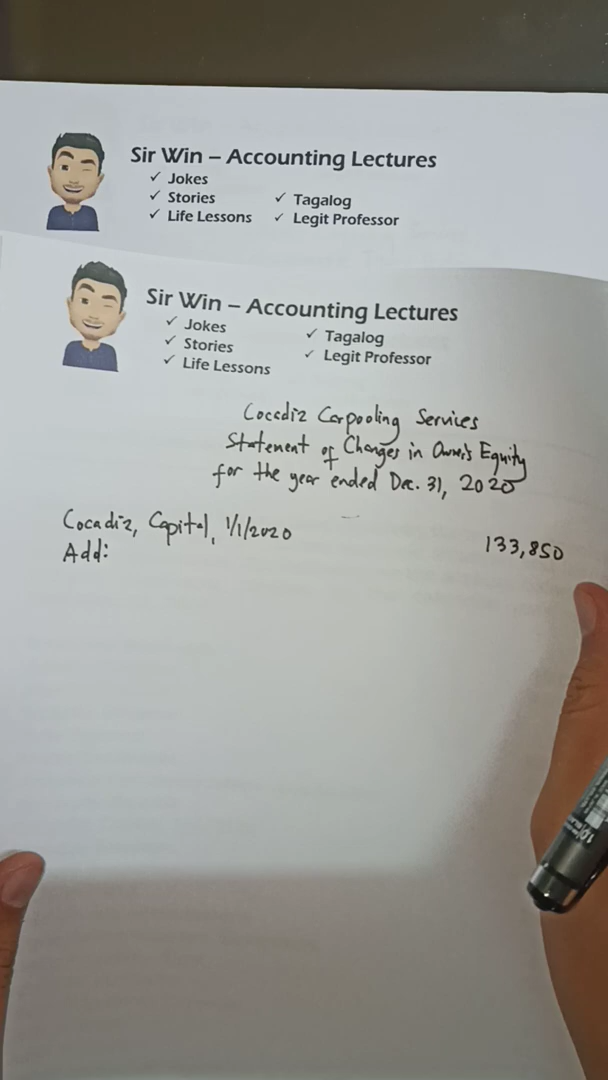 Sir Win – Accounting Lectures
✓ Jokes
✓ Stories
✓ Life Lessons
✓ Tagalog
✓ Legit Professor
Sir Win – Accounting Lectures
✓ Jokes
✓ Stories
✓ Life Lessons
✓ Tagalog
✓ Legit Professor
Cocadiz Carpooling Services
Statement of Changes in Owner's Equity
for the year ended Dec. 31, 2020
Cocadiz, Capital, 1/1/2020 133,850
Add: